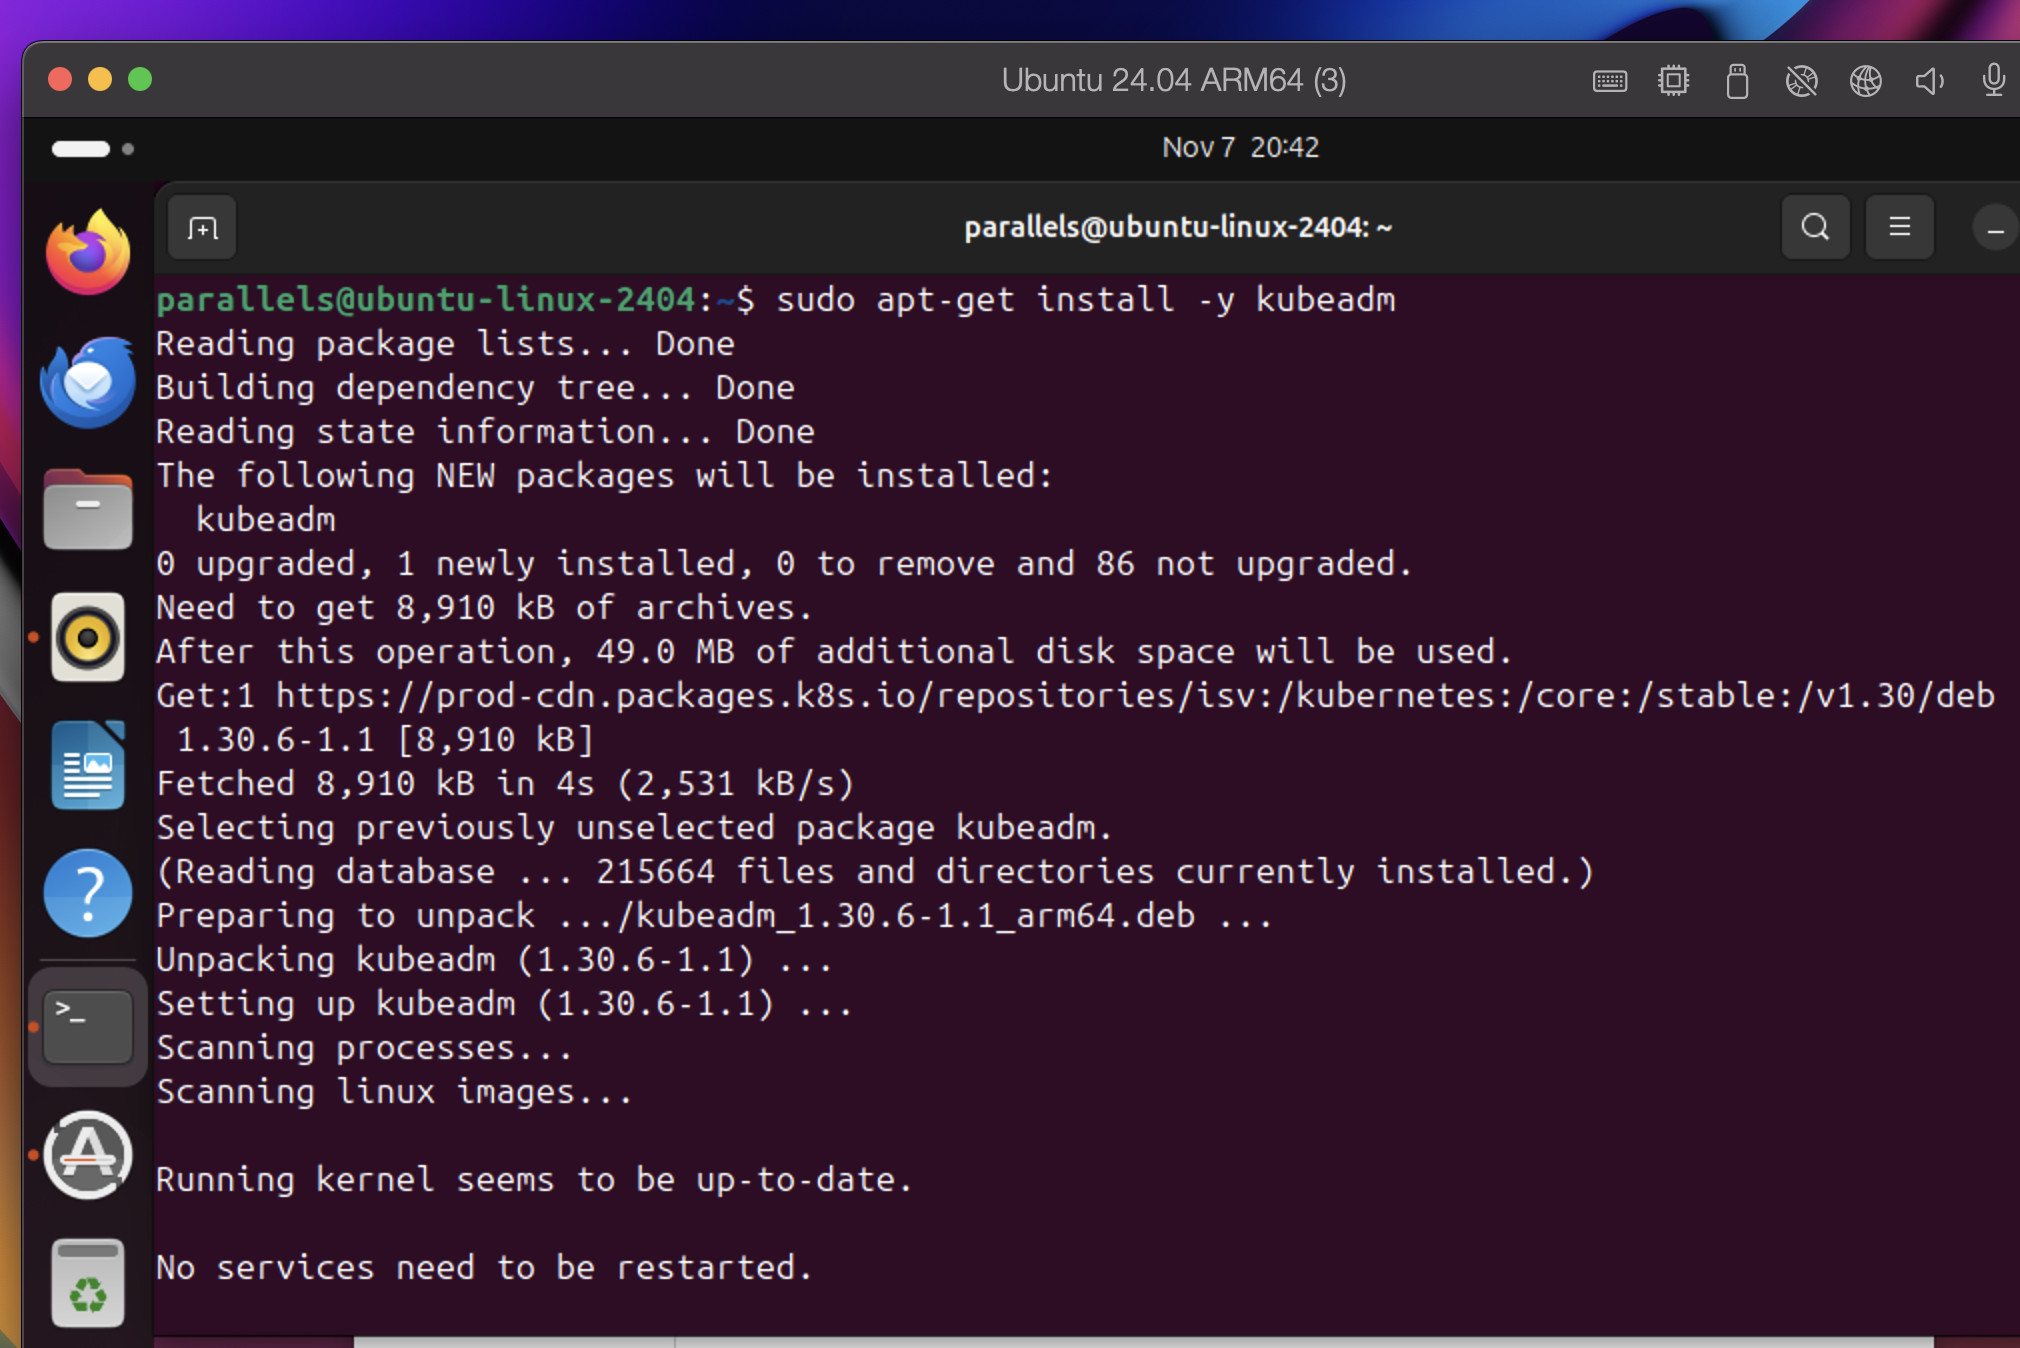 Ubuntu 24.04 ARM64 (3)
Nov 7 20:42
parallels@ubuntu-linux-2404: ~
parallels@ubuntu-linux-2404:~$ sudo apt-get install -y kubeadm
Reading package lists... Done
Building dependency tree... Done
Reading state information... Done
The following NEW packages will be installed:
  kubeadm
0 upgraded, 1 newly installed, 0 to remove and 86 not upgraded.
Need to get 8,910 kB of archives.
After this operation, 49.0 MB of additional disk space will be used.
Get:1 https://prod-cdn.packages.k8s.io/repositories/isv:/kubernetes:/core:/stable:/v1.30/deb
 1.30.6-1.1 [8,910 kB]
Fetched 8,910 kB in 4s (2,531 kB/s)
Selecting previously unselected package kubeadm.
(Reading database ... 215664 files and directories currently installed.)
Preparing to unpack .../kubeadm_1.30.6-1.1_arm64.deb ...
Unpacking kubeadm (1.30.6-1.1) ...
Setting up kubeadm (1.30.6-1.1) ...
Scanning processes...
Scanning linux images...
Running kernel seems to be up-to-date.
No services need to be restarted.